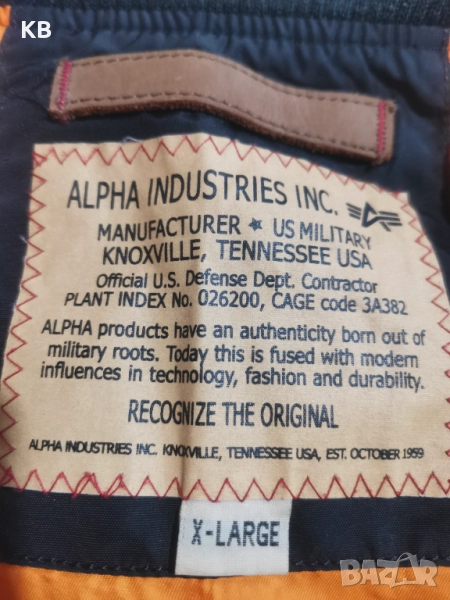 KB
ALPHA INDUSTRIES INC.
MANUFACTURER ★ US MILITARY
KNOXVILLE, TENNESSEE USA
Official U.S. Defense Dept. Contractor
PLANT INDEX No. 026200, CAGE code 3A382
ALPHA products have an authenticity born out of
military roots. Today this is fused with modern
influences in technology, fashion and durability.
RECOGNIZE THE ORIGINAL
ALPHA INDUSTRIES INC. KNOXVILLE, TENNESSEE USA, EST. OCTOBER 1959
X-LARGE
bazar.bg